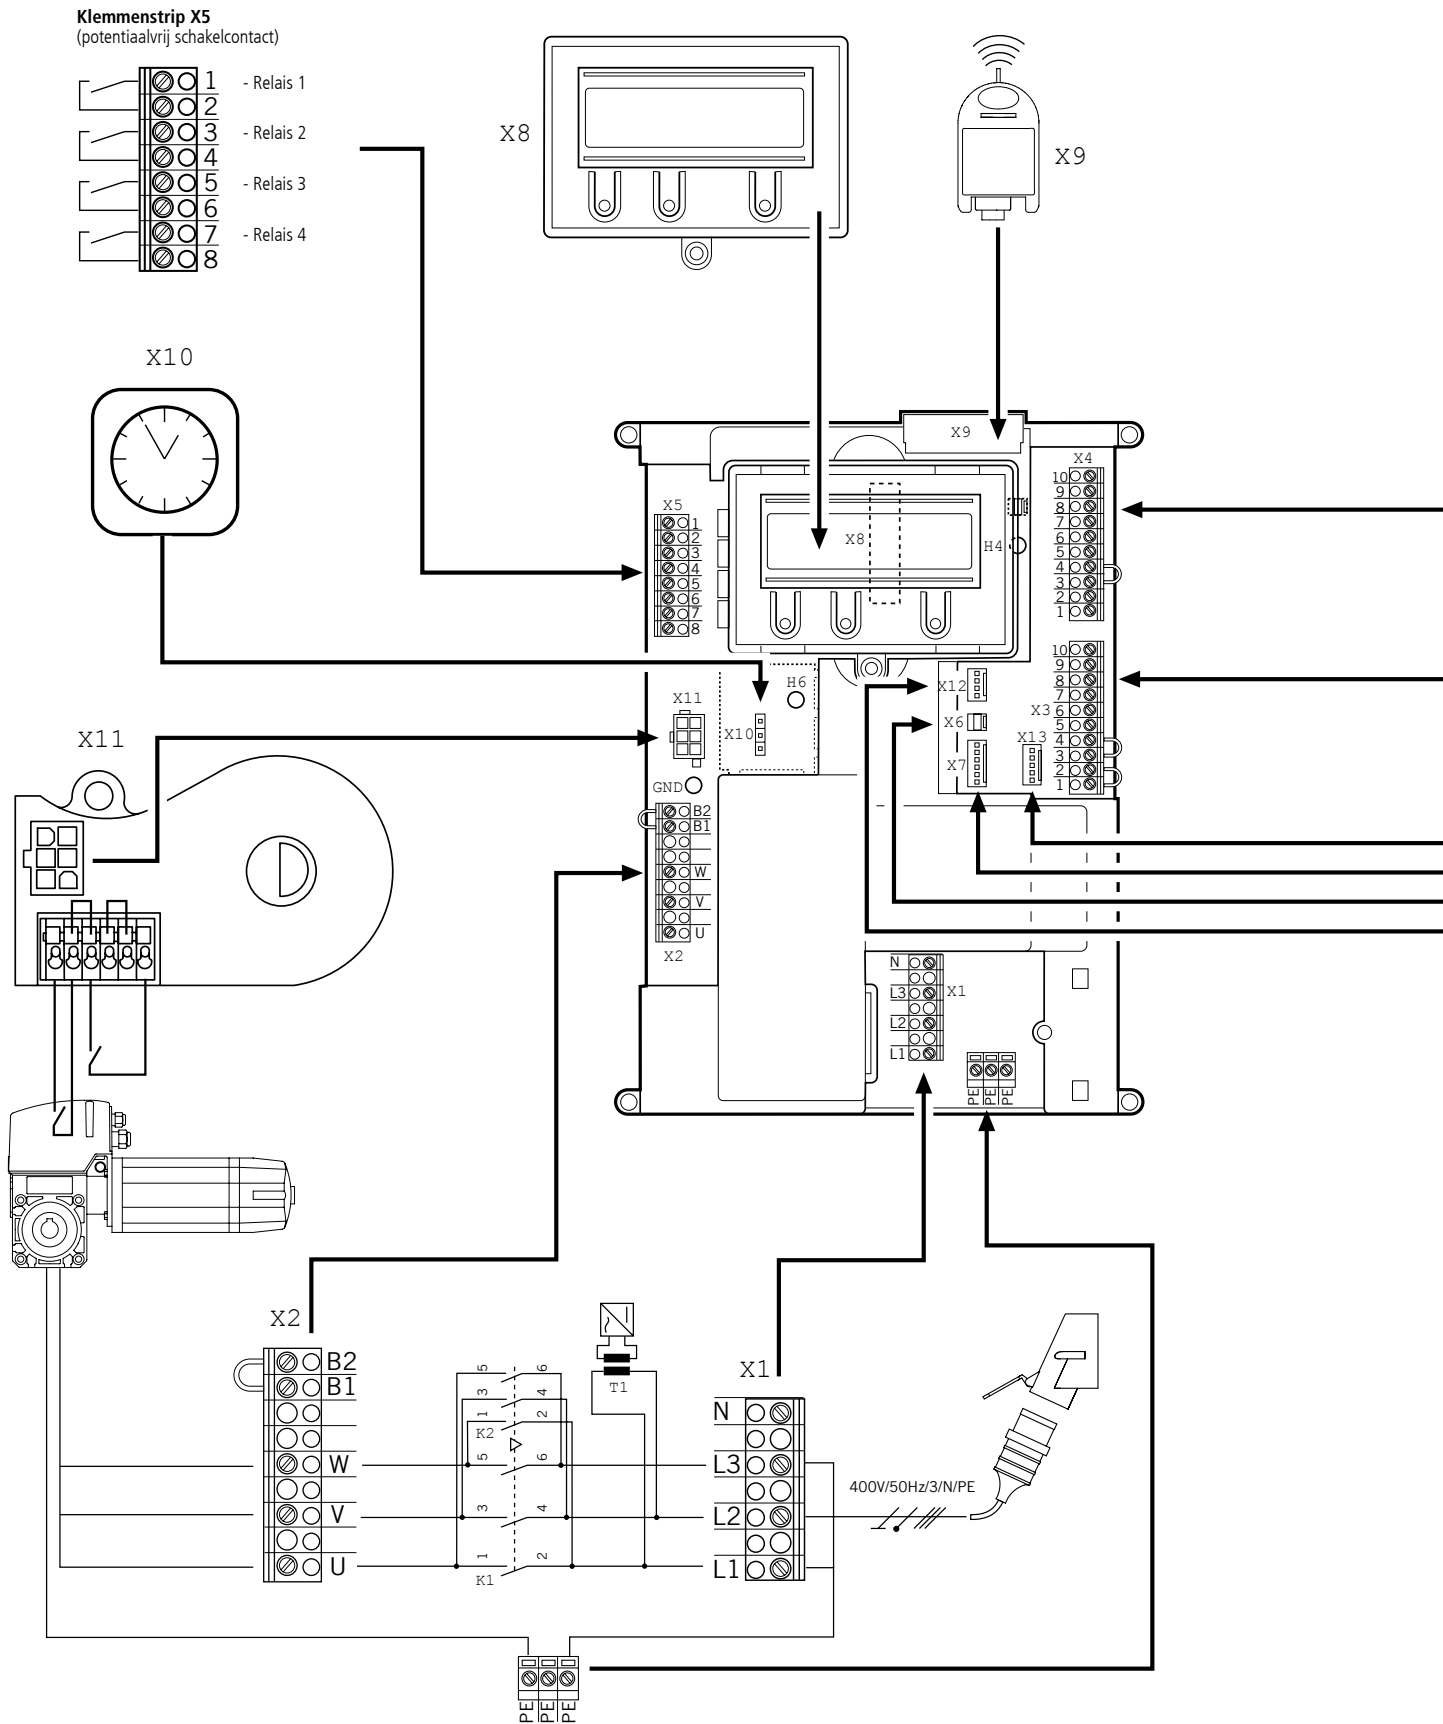 Klemmenstrip X5
(potentiaalvrij schakelcontact)
1 - Relais 1
2
3 - Relais 2
4
5 - Relais 3
6
7 - Relais 4
8
X8
X9
X10
X9
X4
10
9
8
7
6
5
4
3
2
1
X5
1
2
3
4
5
6
7
8
X8
H4
10
9
8
7
X3 6
5
4
3
2
1
X12
X6
X7
X13
H6
X11
X10
GND
X11
B2
B1
W
V
U
X2
N
L3
X1
L2
L1
PE
PE
PE
X2
B2
B1
W
V
U
5 6
3 4
1 2
K2
5 6
3 4
1 2
K1
T1
X1
N
L3
L2
L1
400V/50Hz/3/N/PE
PE
PE
PE